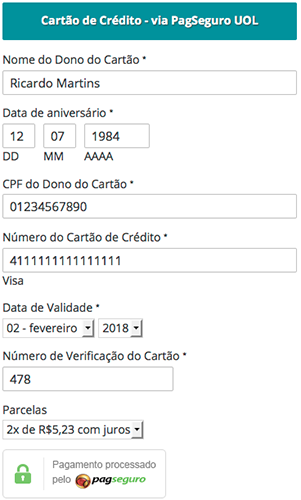 Cartão de Crédito - via PagSeguro UOL
Nome do Dono do Cartão *
Ricardo Martins
Data de aniversário *
12 07 1984
DD MM AAAA
CPF do Dono do Cartão *
01234567890
Número do Cartão de Crédito *
4111111111111111
Visa
Data de Validade *
02 - fevereiro 2018
Número de Verificação do Cartão *
478
Parcelas
2x de R$5,23 com juros
Pagamento processado
pelo pagseguro